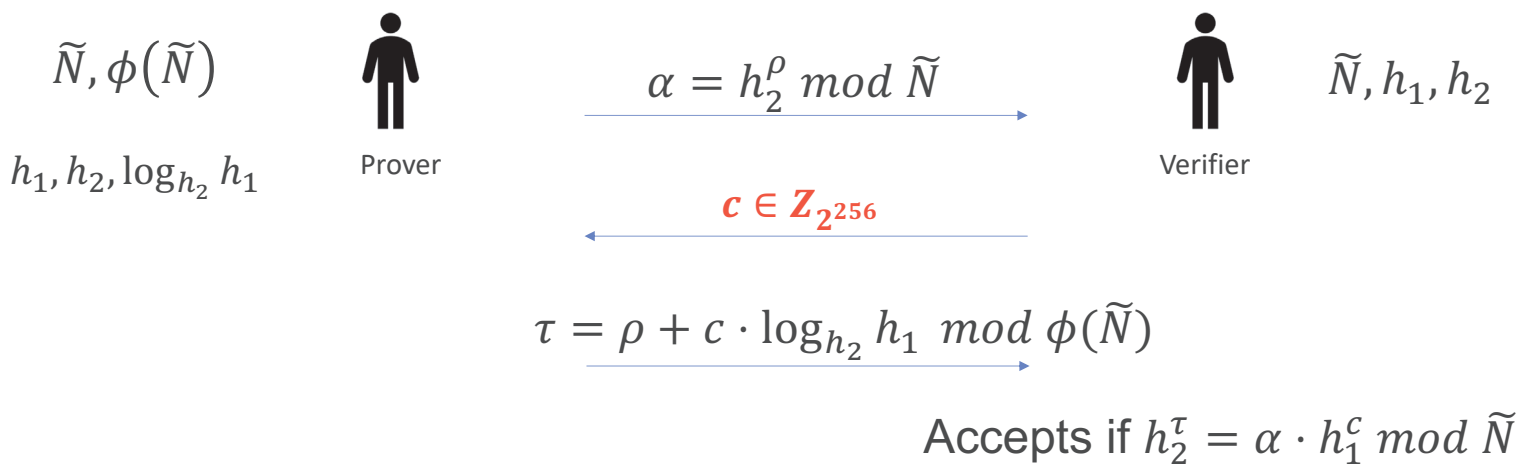 Ñ, ϕ(Ñ)
α = h₂^ρ mod Ñ
Ñ, h₁, h₂
h₁, h₂, log_{h₂} h₁
Prover
Verifier
c ∈ Z_{2^{256}}
τ = ρ + c · log_{h₂} h₁ mod ϕ(Ñ)
Accepts if h₂^τ = α · h₁^c mod Ñ